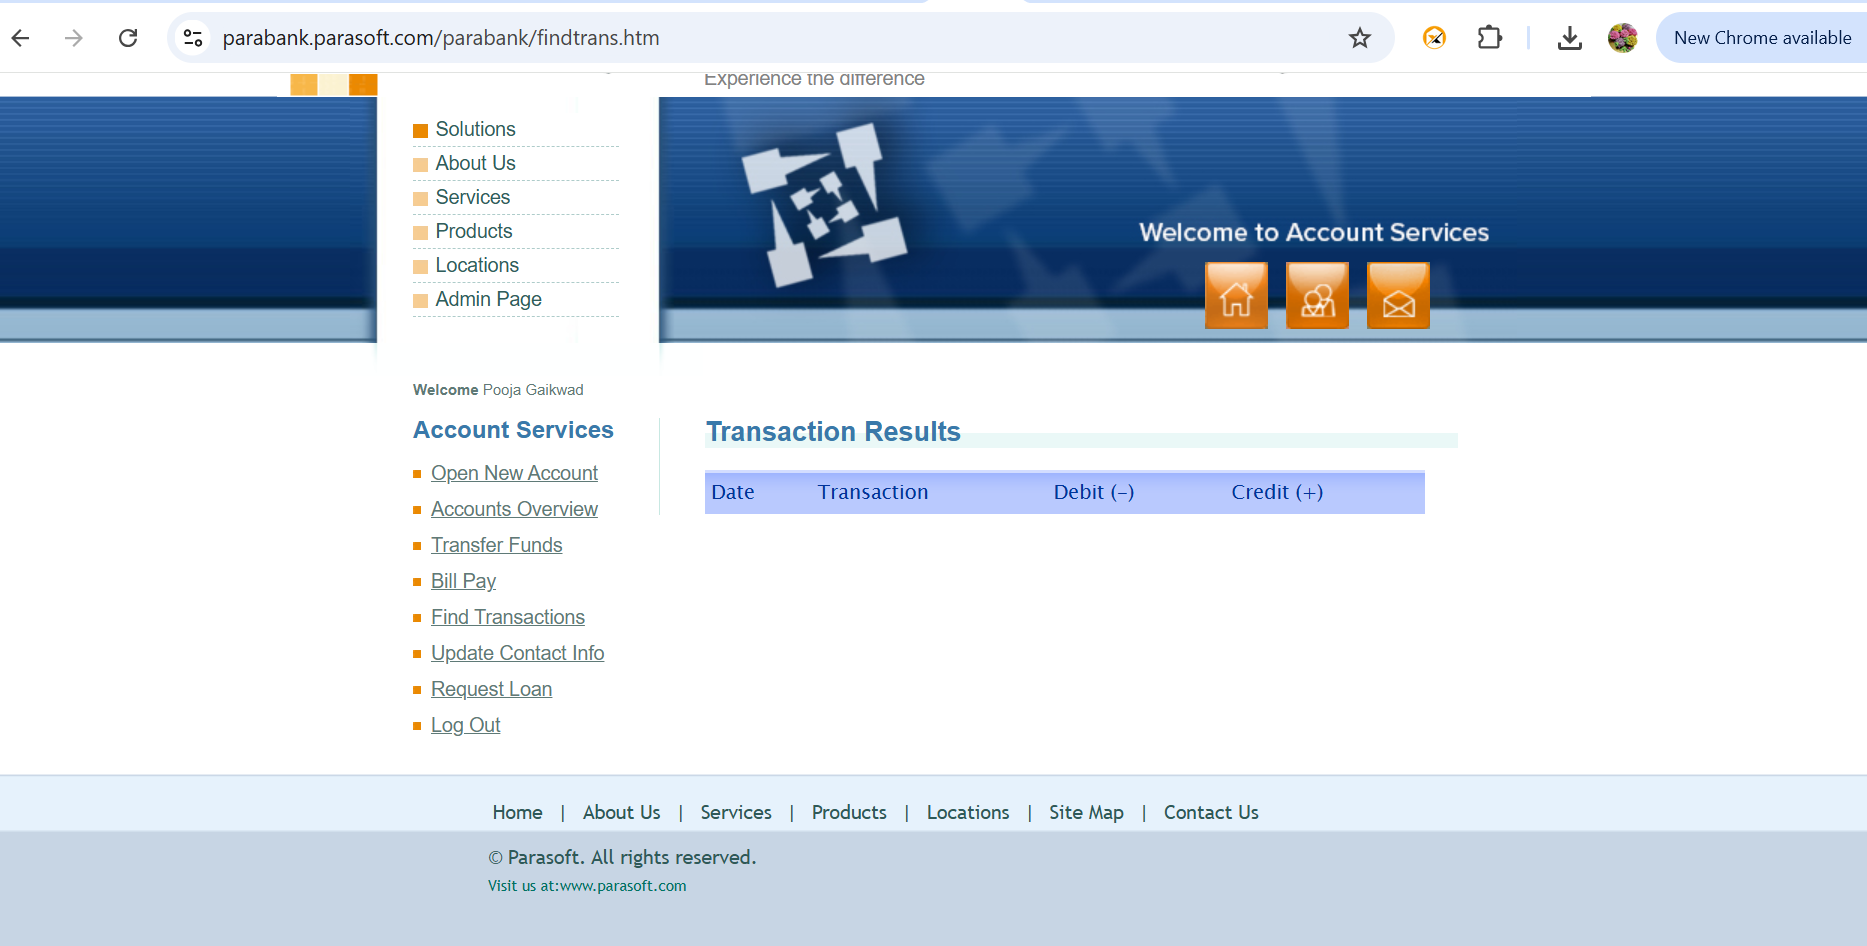 parabank.parasoft.com/parabank/findtrans.htm
New Chrome available
Experience the difference
Solutions
About Us
Services
Products
Locations
Admin Page
Welcome to Account Services
Welcome Pooja Gaikwad
Account Services
Open New Account
Accounts Overview
Transfer Funds
Bill Pay
Find Transactions
Update Contact Info
Request Loan
Log Out
Transaction Results
Date Transaction Debit (-) Credit (+)
Home | About Us | Services | Products | Locations | Site Map | Contact Us
© Parasoft. All rights reserved.
Visit us at:www.parasoft.com